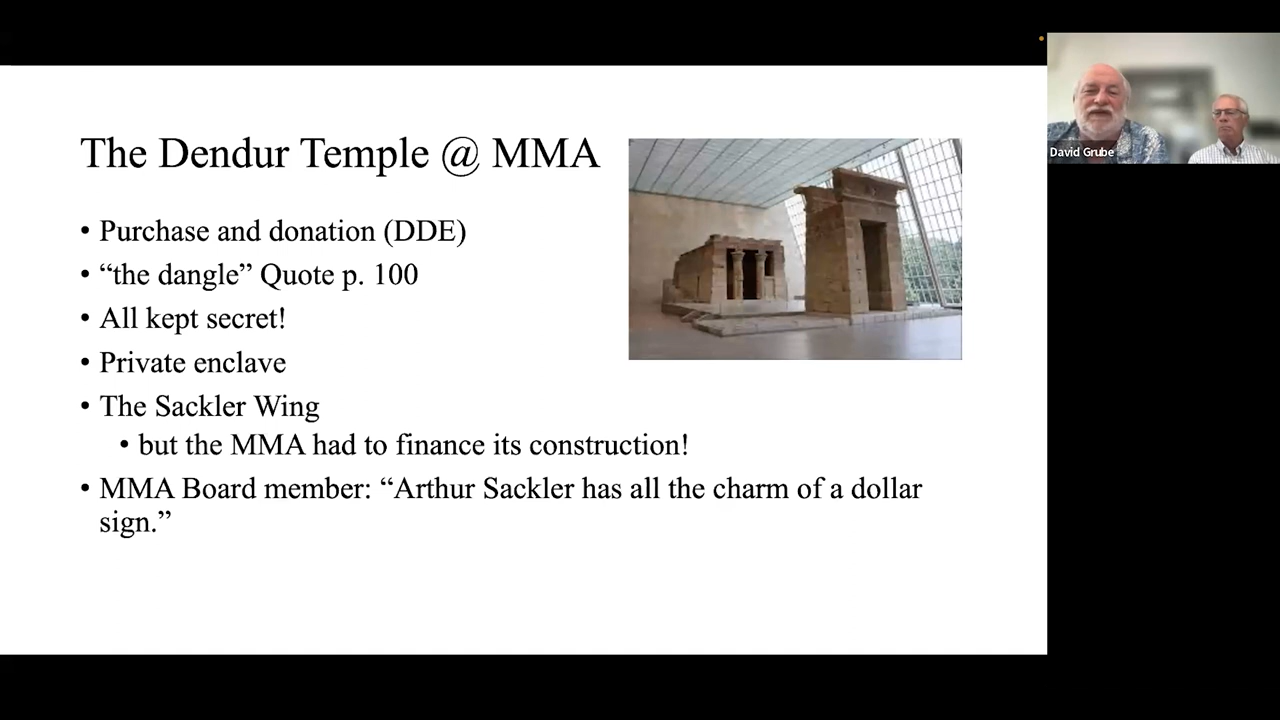 The Dendur Temple @ MMA
• Purchase and donation (DDE)
• “the dangle” Quote p. 100
• All kept secret!
• Private enclave
• The Sackler Wing
• but the MMA had to finance its construction!
• MMA Board member: “Arthur Sackler has all the charm of a dollar
sign.”
David Grube